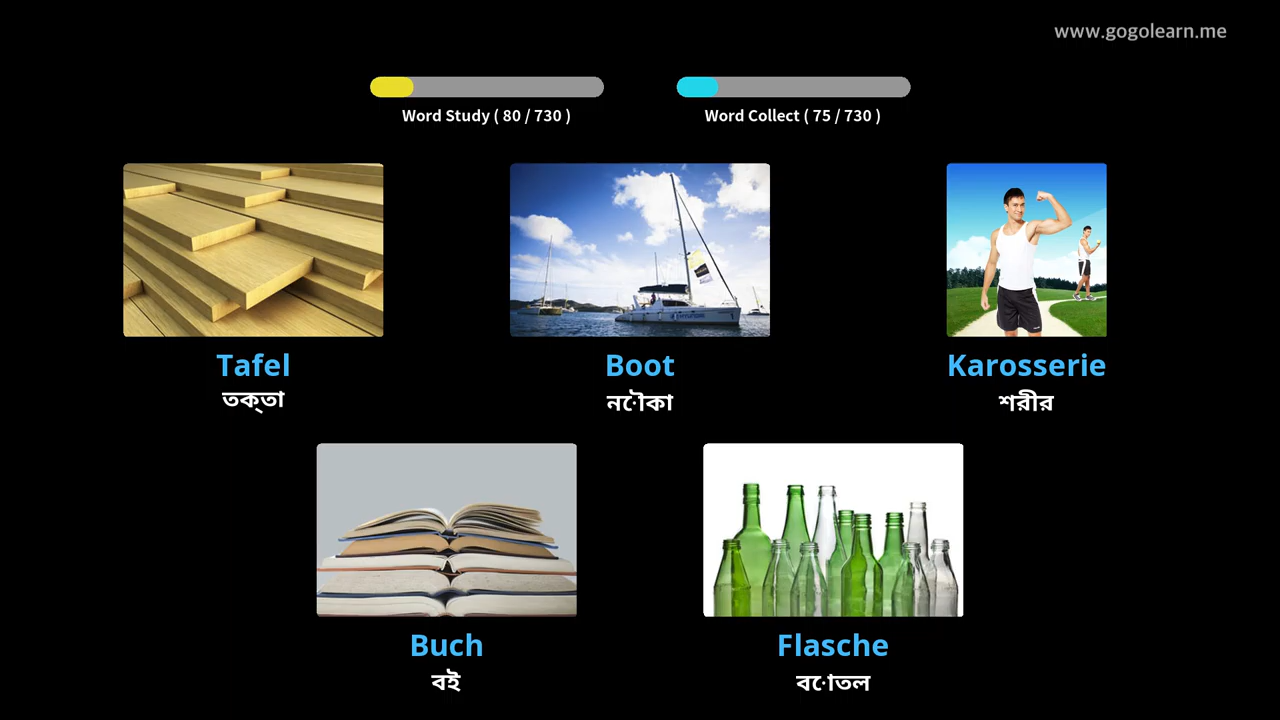 www.gogolearn.me
Word Study ( 80 / 730 )
Word Collect ( 75 / 730 )
Tafel
তক্তা
Boot
নৌকা
Karosserie
শরীর
Buch
বই
Flasche
বোতল